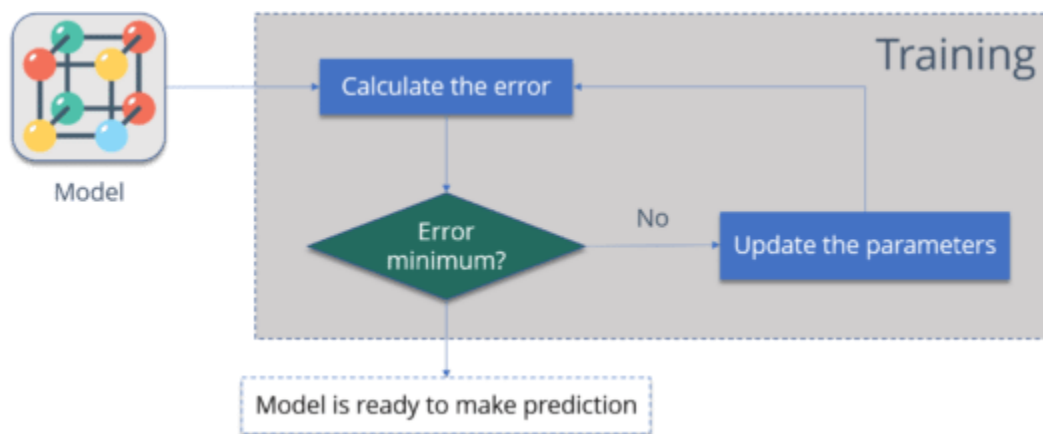 Training
Calculate the error
Model
Error
minimum?
No
Update the parameters
Model is ready to make prediction